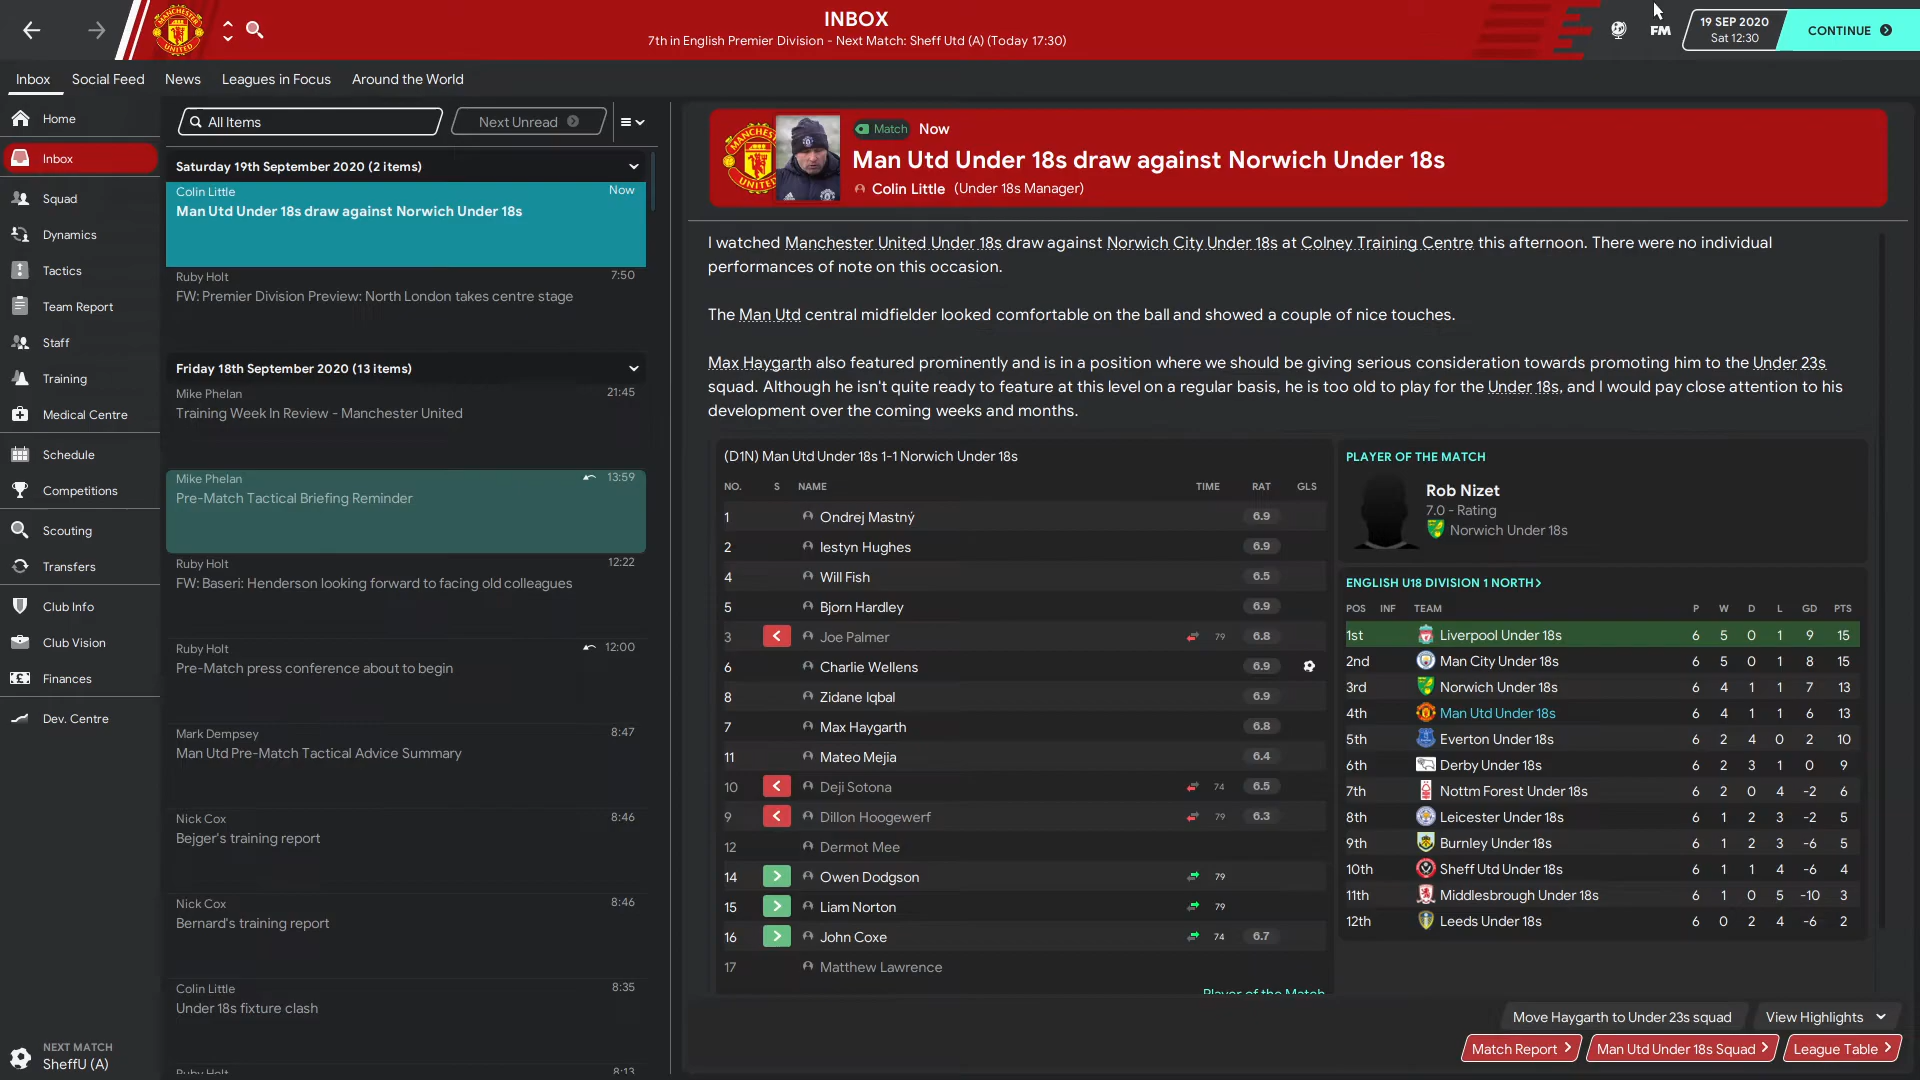 INBOX
7th in English Premier Division - Next Match: Sheff Utd (A) (Today 17:30)
FM
19 SEP 2020
Sat 12:30
CONTINUE
Inbox Social Feed News Leagues in Focus Around the World
Home
Inbox
Squad
Dynamics
Tactics
Team Report
Staff
Training
Medical Centre
Schedule
Competitions
Scouting
Transfers
Club Info
Club Vision
Finances
Dev. Centre
NEXT MATCH
SheffU (A)
All Items
Next Unread
Saturday 19th September 2020 (2 items)
Colin Little Now
Man Utd Under 18s draw against Norwich Under 18s
Ruby Holt 7:50
FW: Premier Division Preview: North London takes centre stage
Friday 18th September 2020 (13 items)
Mike Phelan 21:45
Training Week In Review - Manchester United
Mike Phelan 13:59
Pre-Match Tactical Briefing Reminder
Ruby Holt 12:22
FW: Baseri: Henderson looking forward to facing old colleagues
Ruby Holt 12:00
Pre-Match press conference about to begin
Mark Dempsey 8:47
Man Utd Pre-Match Tactical Advice Summary
Nick Cox 8:46
Bejger's training report
Nick Cox 8:46
Bernard's training report
Colin Little 8:35
Under 18s fixture clash
Ruby Holt 8:13
Match Now
Man Utd Under 18s draw against Norwich Under 18s
Colin Little (Under 18s Manager)
I watched Manchester United Under 18s draw against Norwich City Under 18s at Colney Training Centre this afternoon. There were no individual
performances of note on this occasion.
The Man Utd central midfielder looked comfortable on the ball and showed a couple of nice touches.
Max Haygarth also featured prominently and is in a position where we should be giving serious consideration towards promoting him to the Under 23s
squad. Although he isn't quite ready to feature at this level on a regular basis, he is too old to play for the Under 18s, and I would pay close attention to his
development over the coming weeks and months.
(D1N) Man Utd Under 18s 1-1 Norwich Under 18s
NO. S NAME TIME RAT GLS
1 Ondrej Mastný 6.9
2 Iestyn Hughes 6.9
4 Will Fish 6.5
5 Bjorn Hardley 6.9
3 Joe Palmer 79 6.8
6 Charlie Wellens 6.9
8 Zidane Iqbal 6.9
7 Max Haygarth 6.8
11 Mateo Mejia 6.4
10 Deji Sotona 74 6.5
9 Dillon Hoogewerf 79 6.3
12 Dermot Mee
14 Owen Dodgson 79
15 Liam Norton 79
16 John Coxe 74 6.7
17 Matthew Lawrence
Player of the Match
PLAYER OF THE MATCH
Rob Nizet
7.0 - Rating
Norwich Under 18s
ENGLISH U18 DIVISION 1 NORTH>
POS INF TEAM P W D L GD PTS
1st Liverpool Under 18s 6 5 0 1 9 15
2nd Man City Under 18s 6 5 0 1 8 15
3rd Norwich Under 18s 6 4 1 1 7 13
4th Man Utd Under 18s 6 4 1 1 6 13
5th Everton Under 18s 6 2 4 0 2 10
6th Derby Under 18s 6 2 3 1 0 9
7th Nottm Forest Under 18s 6 2 0 4 -2 6
8th Leicester Under 18s 6 1 2 3 -2 5
9th Burnley Under 18s 6 1 2 3 -6 5
10th Sheff Utd Under 18s 6 1 1 4 -6 4
11th Middlesbrough Under 18s 6 1 0 5 -10 3
12th Leeds Under 18s 6 0 2 4 -6 2
Move Haygarth to Under 23s squad View Highlights
Match Report > Man Utd Under 18s Squad > League Table >